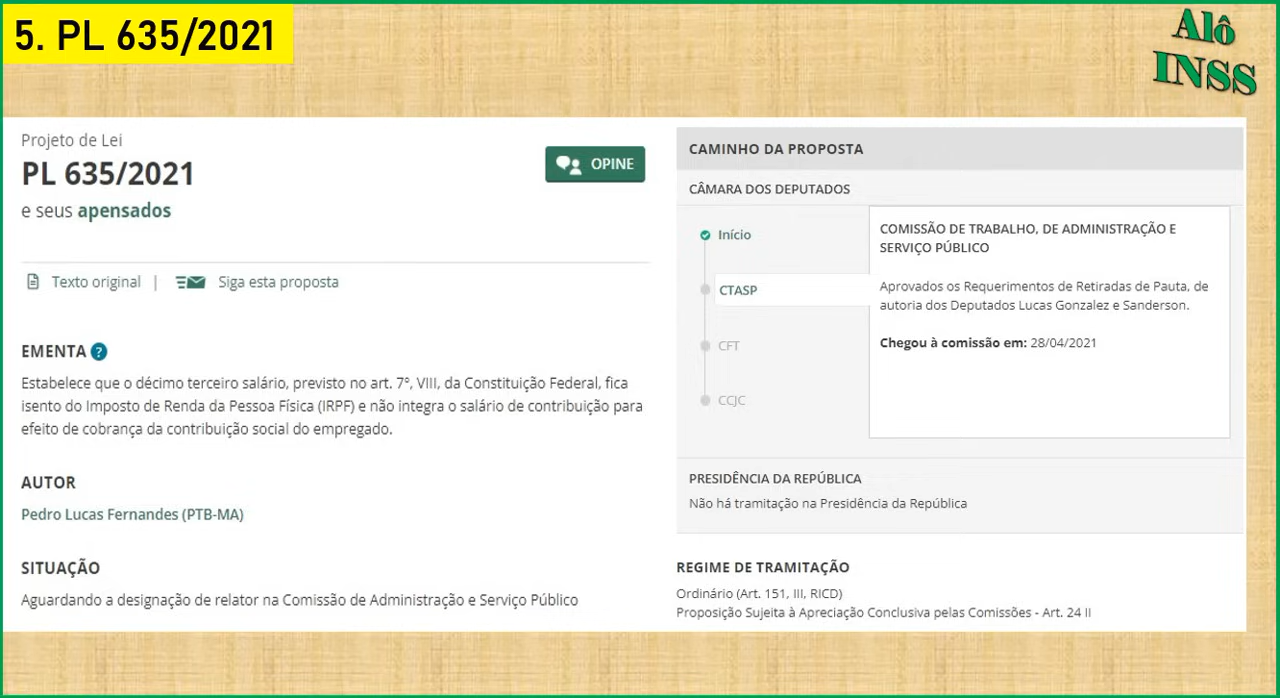 5. PL 635/2021
Alô
INSS
Projeto de Lei
PL 635/2021
e seus apensados
OPINE
Texto original | Siga esta proposta
EMENTA ?
Estabelece que o décimo terceiro salário, previsto no art. 7º, VIII, da Constituição Federal, fica
isento do Imposto de Renda da Pessoa Física (IRPF) e não integra o salário de contribuição para
efeito de cobrança da contribuição social do empregado.
AUTOR
Pedro Lucas Fernandes (PTB-MA)
SITUAÇÃO
Aguardando a designação de relator na Comissão de Administração e Serviço Público
CAMINHO DA PROPOSTA
CÂMARA DOS DEPUTADOS
Início
CTASP
CFT
CCJC
COMISSÃO DE TRABALHO, DE ADMINISTRAÇÃO E
SERVIÇO PÚBLICO
Aprovados os Requerimentos de Retiradas de Pauta, de
autoria dos Deputados Lucas Gonzalez e Sanderson.
Chegou à comissão em: 28/04/2021
PRESIDÊNCIA DA REPÚBLICA
Não há tramitação na Presidência da República
REGIME DE TRAMITAÇÃO
Ordinário (Art. 151, III, RICD)
Proposição Sujeita à Apreciação Conclusiva pelas Comissões - Art. 24 II